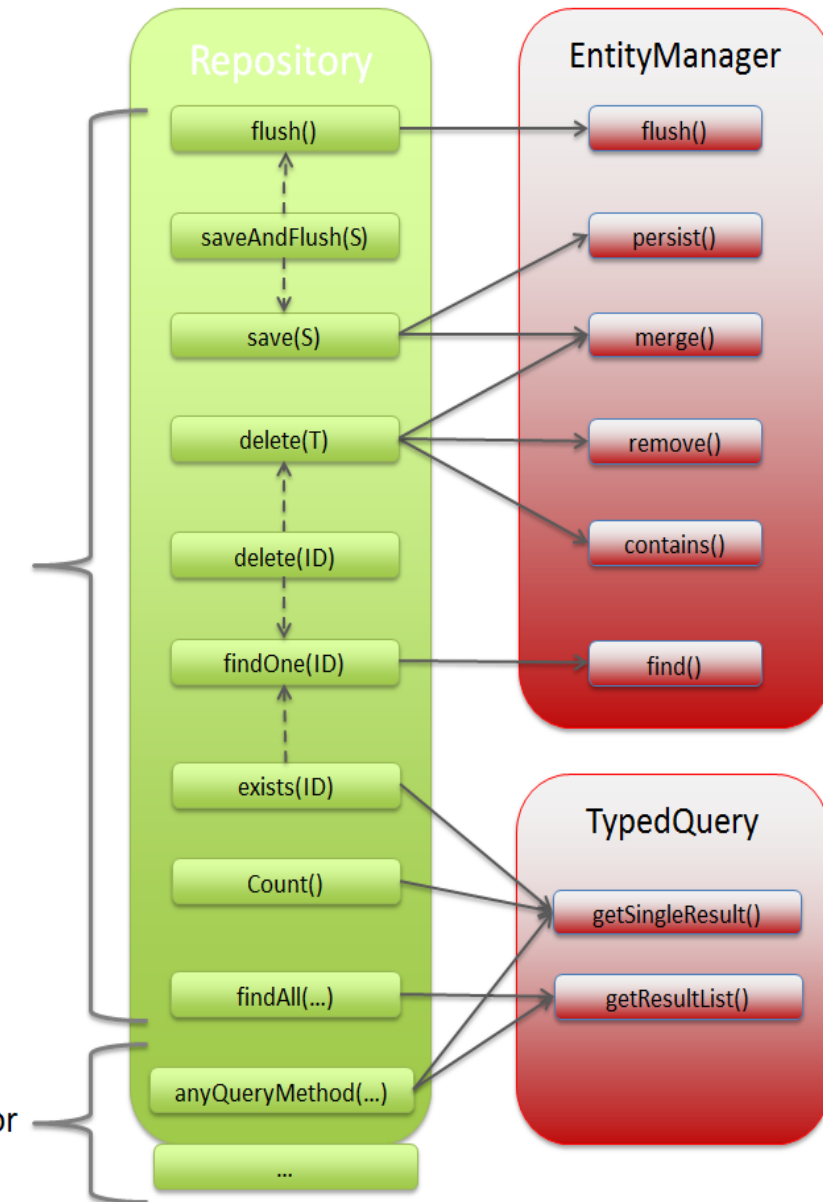 Repository
flush()
saveAndFlush(S)
save(S)
delete(T)
delete(ID)
findOne(ID)
exists(ID)
Count()
findAll(...)
anyQueryMethod(...)
...
or
EntityManager
flush()
persist()
merge()
remove()
contains()
find()
TypedQuery
getSingleResult()
getResultList()